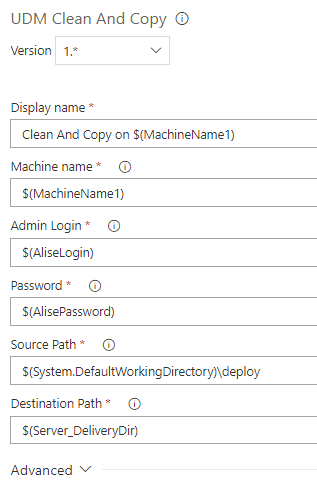 UDM Clean And Copy
Version 1.*
Display name *
Clean And Copy on $(MachineName1)
Machine name *
$(MachineName1)
Admin Login *
$(AliseLogin)
Password *
$(AlisePassword)
Source Path *
$(System.DefaultWorkingDirectory)\deploy
Destination Path *
$(Server_DeliveryDir)
Advanced